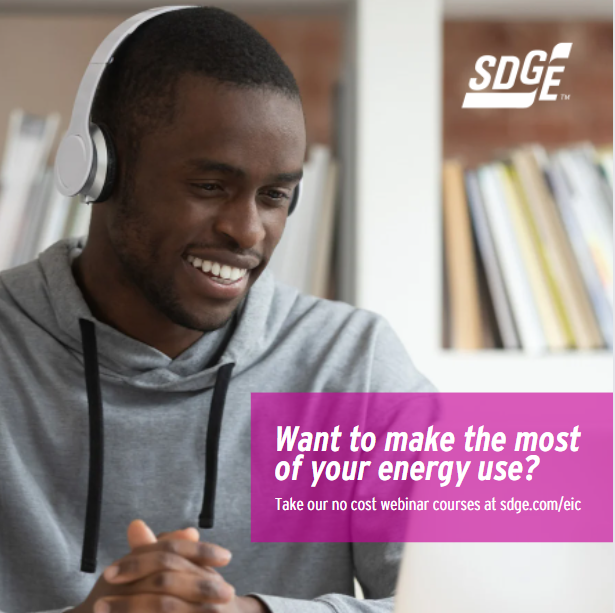 SDGE™
Want to make the most
of your energy use?
Take our no cost webinar courses at sdge.com/eic